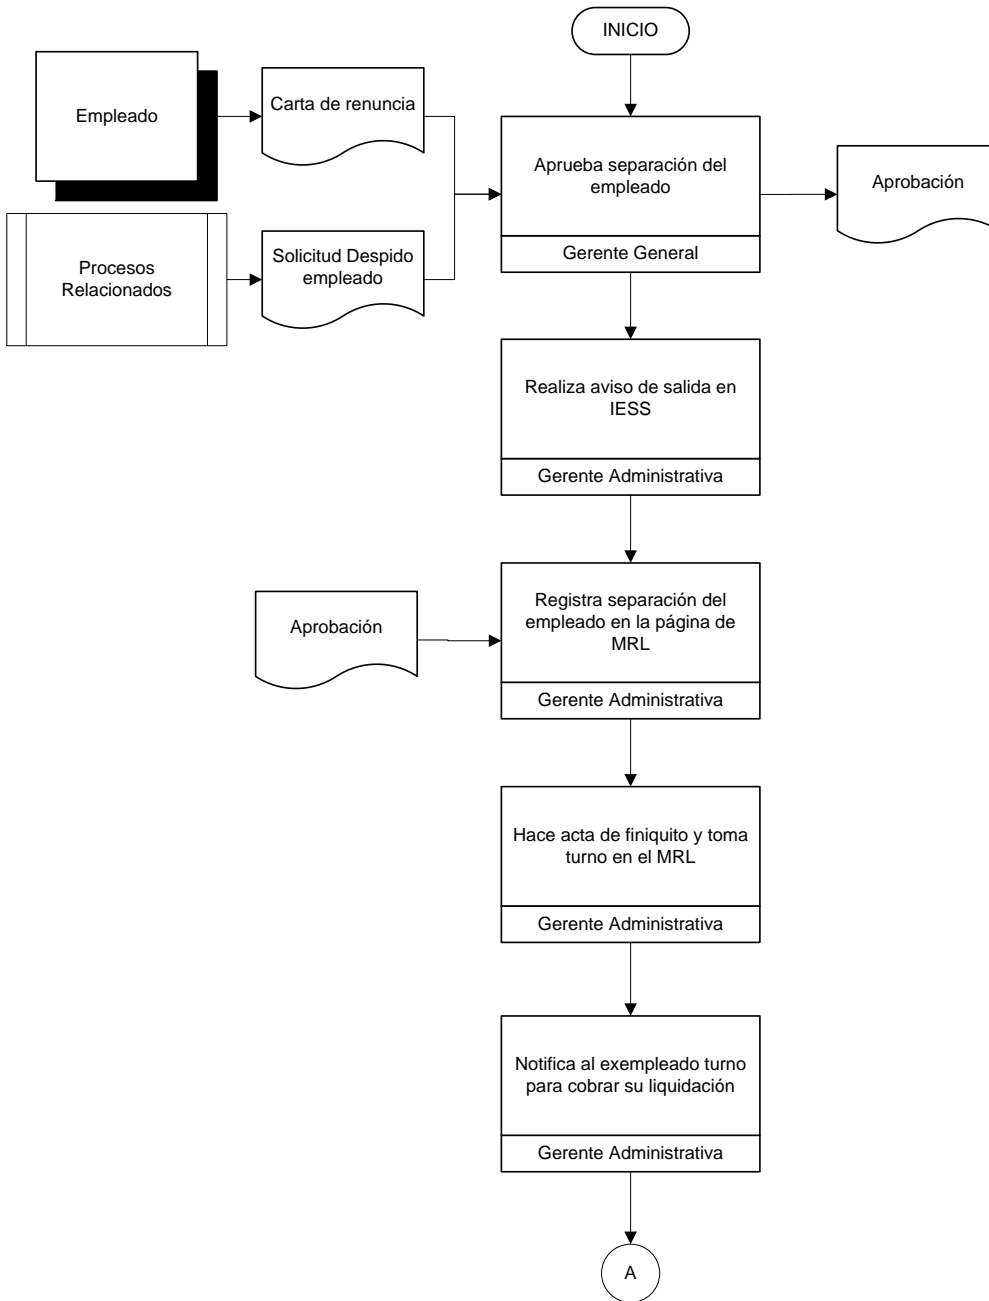 INICIO
Empleado
Carta de renuncia
Aprueba separación del
empleado
Gerente General
Aprobación
Procesos
Relacionados
Solicitud Despido
empleado
Realiza aviso de salida en
IESS
Gerente Administrativa
Aprobación
Registra separación del
empleado en la página de
MRL
Gerente Administrativa
Hace acta de finiquito y toma
turno en el MRL
Gerente Administrativa
Notifica al exempleado turno
para cobrar su liquidación
Gerente Administrativa
A